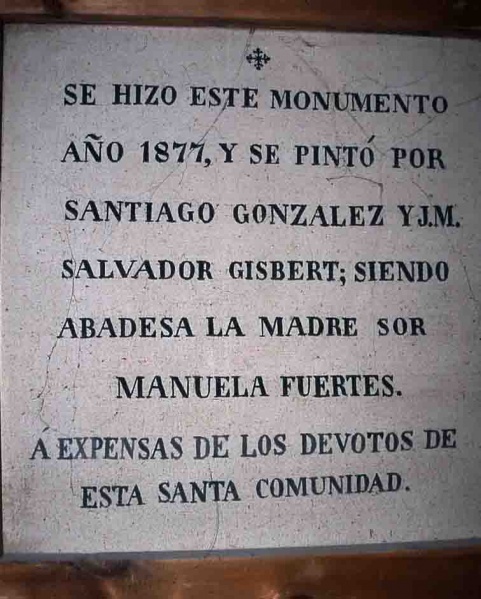 SE HIZO ESTE MONUMENTO
AÑO 1877, Y SE PINTÓ POR
SANTIAGO GONZALEZ Y J.M.
SALVADOR GISBERT; SIENDO
ABADESA LA MADRE SOR
MANUELA FUERTES.
Á EXPENSAS DE LOS DEVOTOS DE
ESTA SANTA COMUNIDAD.